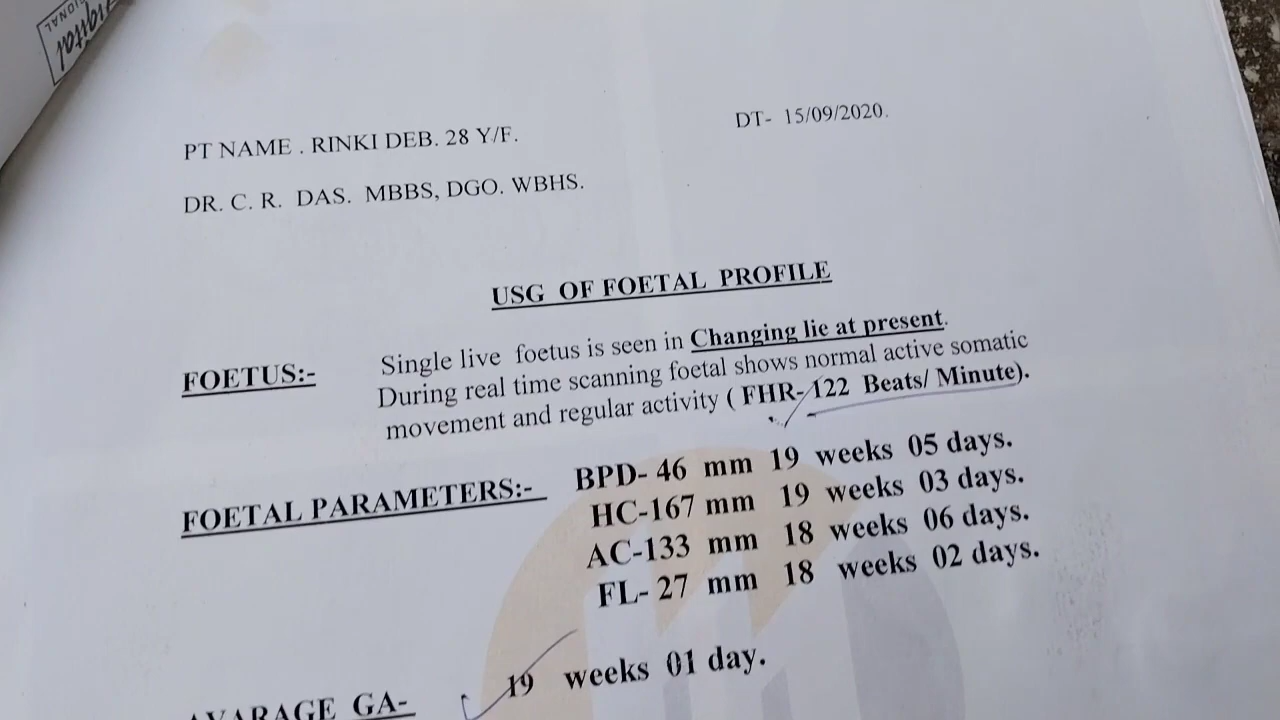 Digital
PT NAME . RINKI DEB. 28 Y/F.
DT- 15/09/2020.
DR. C. R. DAS. MBBS, DGO. WBHS.
USG OF FOETAL PROFILE
FOETUS:- Single live foetus is seen in Changing lie at present.
During real time scanning foetal shows normal active somatic
movement and regular activity ( FHR- 122 Beats/ Minute).
FOETAL PARAMETERS:- BPD- 46 mm 19 weeks 05 days.
HC-167 mm 19 weeks 03 days.
AC-133 mm 18 weeks 06 days.
FL- 27 mm 18 weeks 02 days.
AVARAGE GA- 19 weeks 01 day.